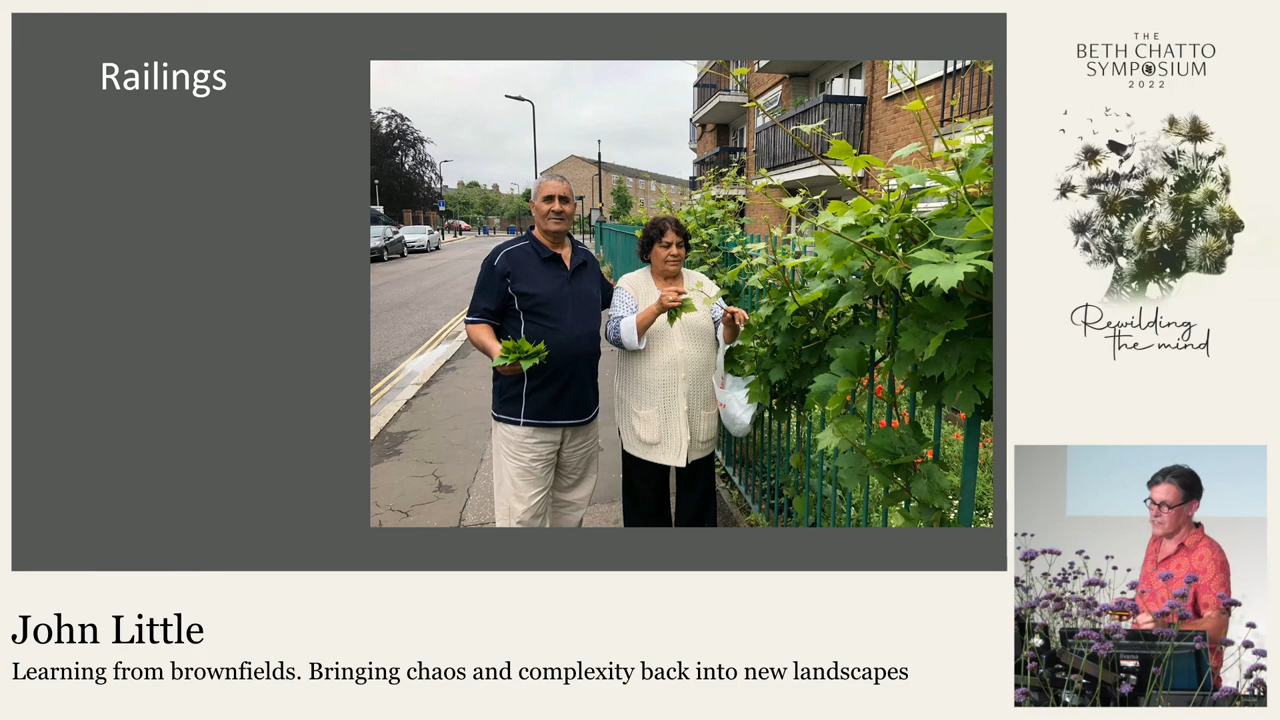 Railings
THE
BETH CHATTO
SYMPOSIUM
2022
Rewilding
the mind
John Little
Learning from brownfields. Bringing chaos and complexity back into new landscapes